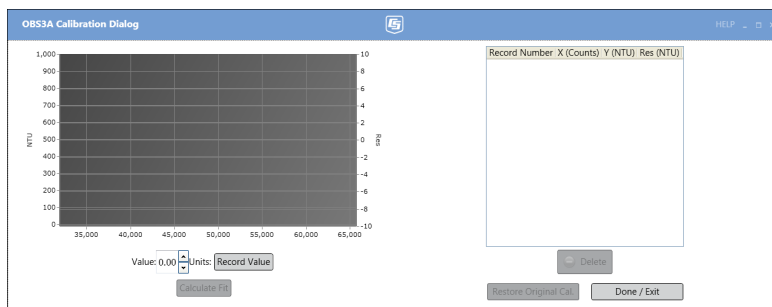 OBS3A Calibration Dialog
HELP
1,000
900
800
700
600
500
400
300
200
100
0
NTU
10
8
6
4
2
0
-2
-4
-6
-8
-10
Res
35,000 40,000 45,000 50,000 55,000 60,000 65,000
Value: 0.00 Units: Record Value
Calculate Fit
Record Number X (Counts) Y (NTU) Res (NTU)
Delete
Restore Original Cal. Done / Exit